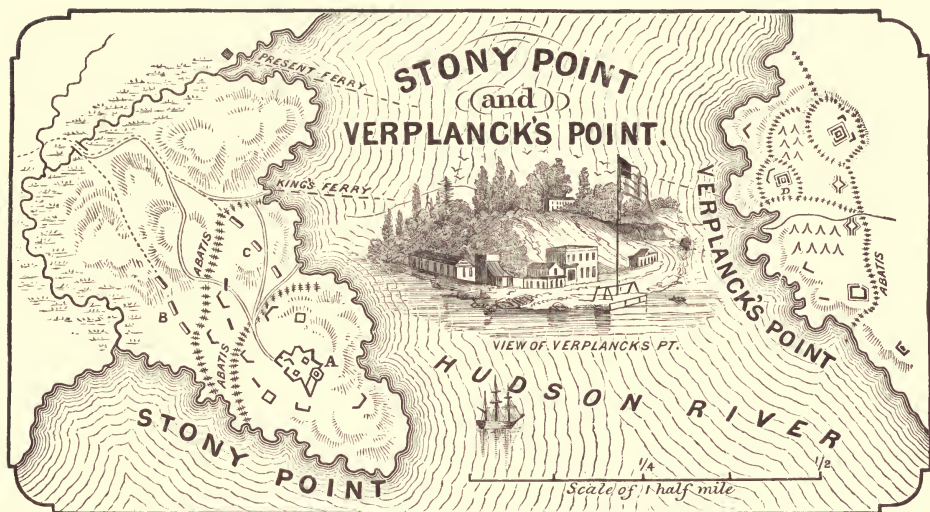 STONY POINT
and
VERPLANCK'S POINT.
PRESENT FERRY
KING'S FERRY
ABATIS
C
B
ABATIS
A
STONY POINT
VIEW OF VERPLANCKS PT.
HUDSON RIVER
VERPLANCK'S POINT
D
ABATIS
E
1/4
1/2
Scale of 1 half mile